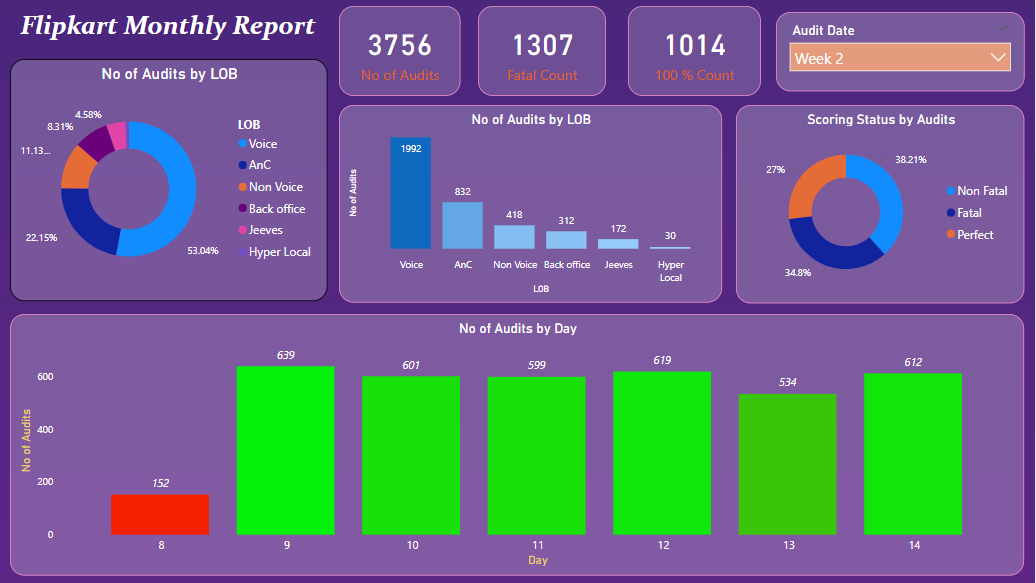 Flipkart Monthly Report
3756
No of Audits
1307
Fatal Count
1014
100 % Count
Audit Date
Week 2
No of Audits by LOB
4.58%
8.31%
11.13...
22.15%
53.04%
LOB
Voice
AnC
Non Voice
Back office
Jeeves
Hyper Local
No of Audits by LOB
No of Audits
1992
832
418
312
172
30
Voice
AnC
Non Voice
Back office
Jeeves
Hyper
Local
LOB
Scoring Status by Audits
27%
38.21%
34.8%
Non Fatal
Fatal
Perfect
No of Audits by Day
No of Audits
600
400
200
0
152
639
601
599
619
534
612
8
9
10
11
12
13
14
Day